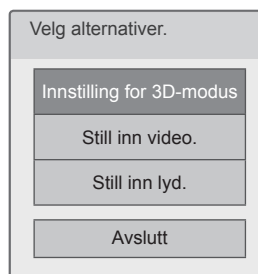 Velg alternativer.
Innstilling for 3D-modus
Still inn video.
Still inn lyd.
Avslutt